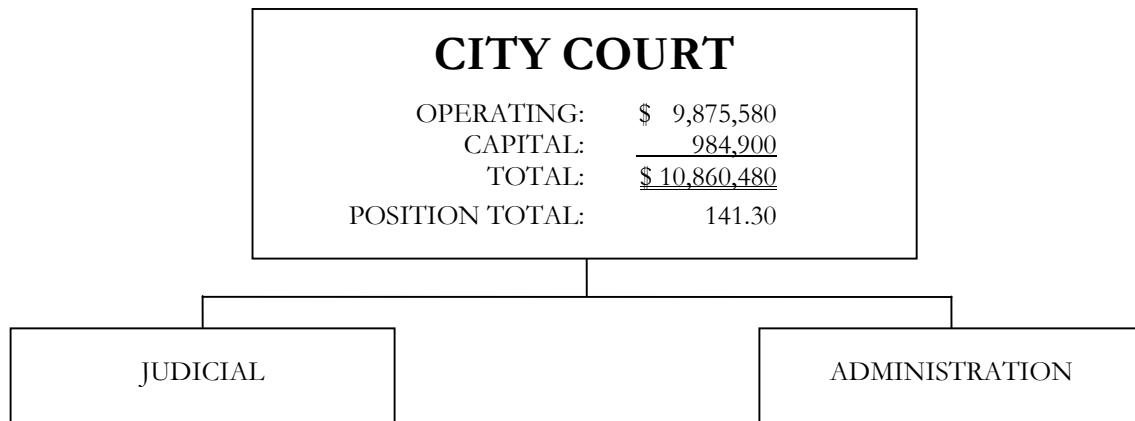 CITY COURT
OPERATING: $ 9,875,580
CAPITAL: 984,900
TOTAL: $ 10,860,480
POSITION TOTAL: 141.30
JUDICIAL
ADMINISTRATION